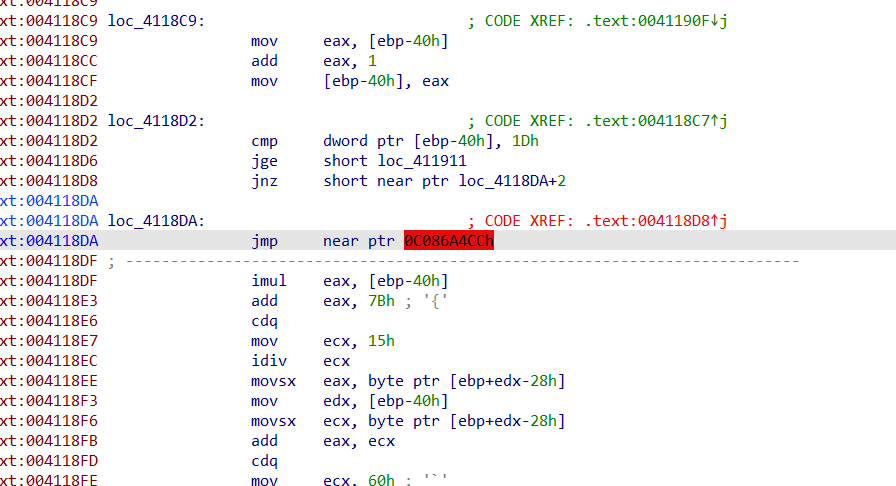 xt:004118C9
xt:004118C9 loc_4118C9: ; CODE XREF: .text:0041190F↓j
xt:004118C9 mov eax, [ebp-40h]
xt:004118CC add eax, 1
xt:004118CF mov [ebp-40h], eax
xt:004118D2
xt:004118D2 loc_4118D2: ; CODE XREF: .text:004118C7↑j
xt:004118D2 cmp dword ptr [ebp-40h], 1Dh
xt:004118D6 jge short loc_411911
xt:004118D8 jnz short near ptr loc_4118DA+2
xt:004118DA
xt:004118DA loc_4118DA: ; CODE XREF: .text:004118D8↑j
xt:004118DA jmp near ptr 0C086A4CCh
xt:004118DF ; ---------------------------------------------------------------------------
xt:004118DF imul eax, [ebp-40h]
xt:004118E3 add eax, 7Bh ; '{'
xt:004118E6 cdq
xt:004118E7 mov ecx, 15h
xt:004118EC idiv ecx
xt:004118EE movsx eax, byte ptr [ebp+edx-28h]
xt:004118F3 mov edx, [ebp-40h]
xt:004118F6 movsx ecx, byte ptr [ebp+edx-28h]
xt:004118FB add eax, ecx
xt:004118FD cdq
xt:004118FE mov ecx, 60h ; '`'